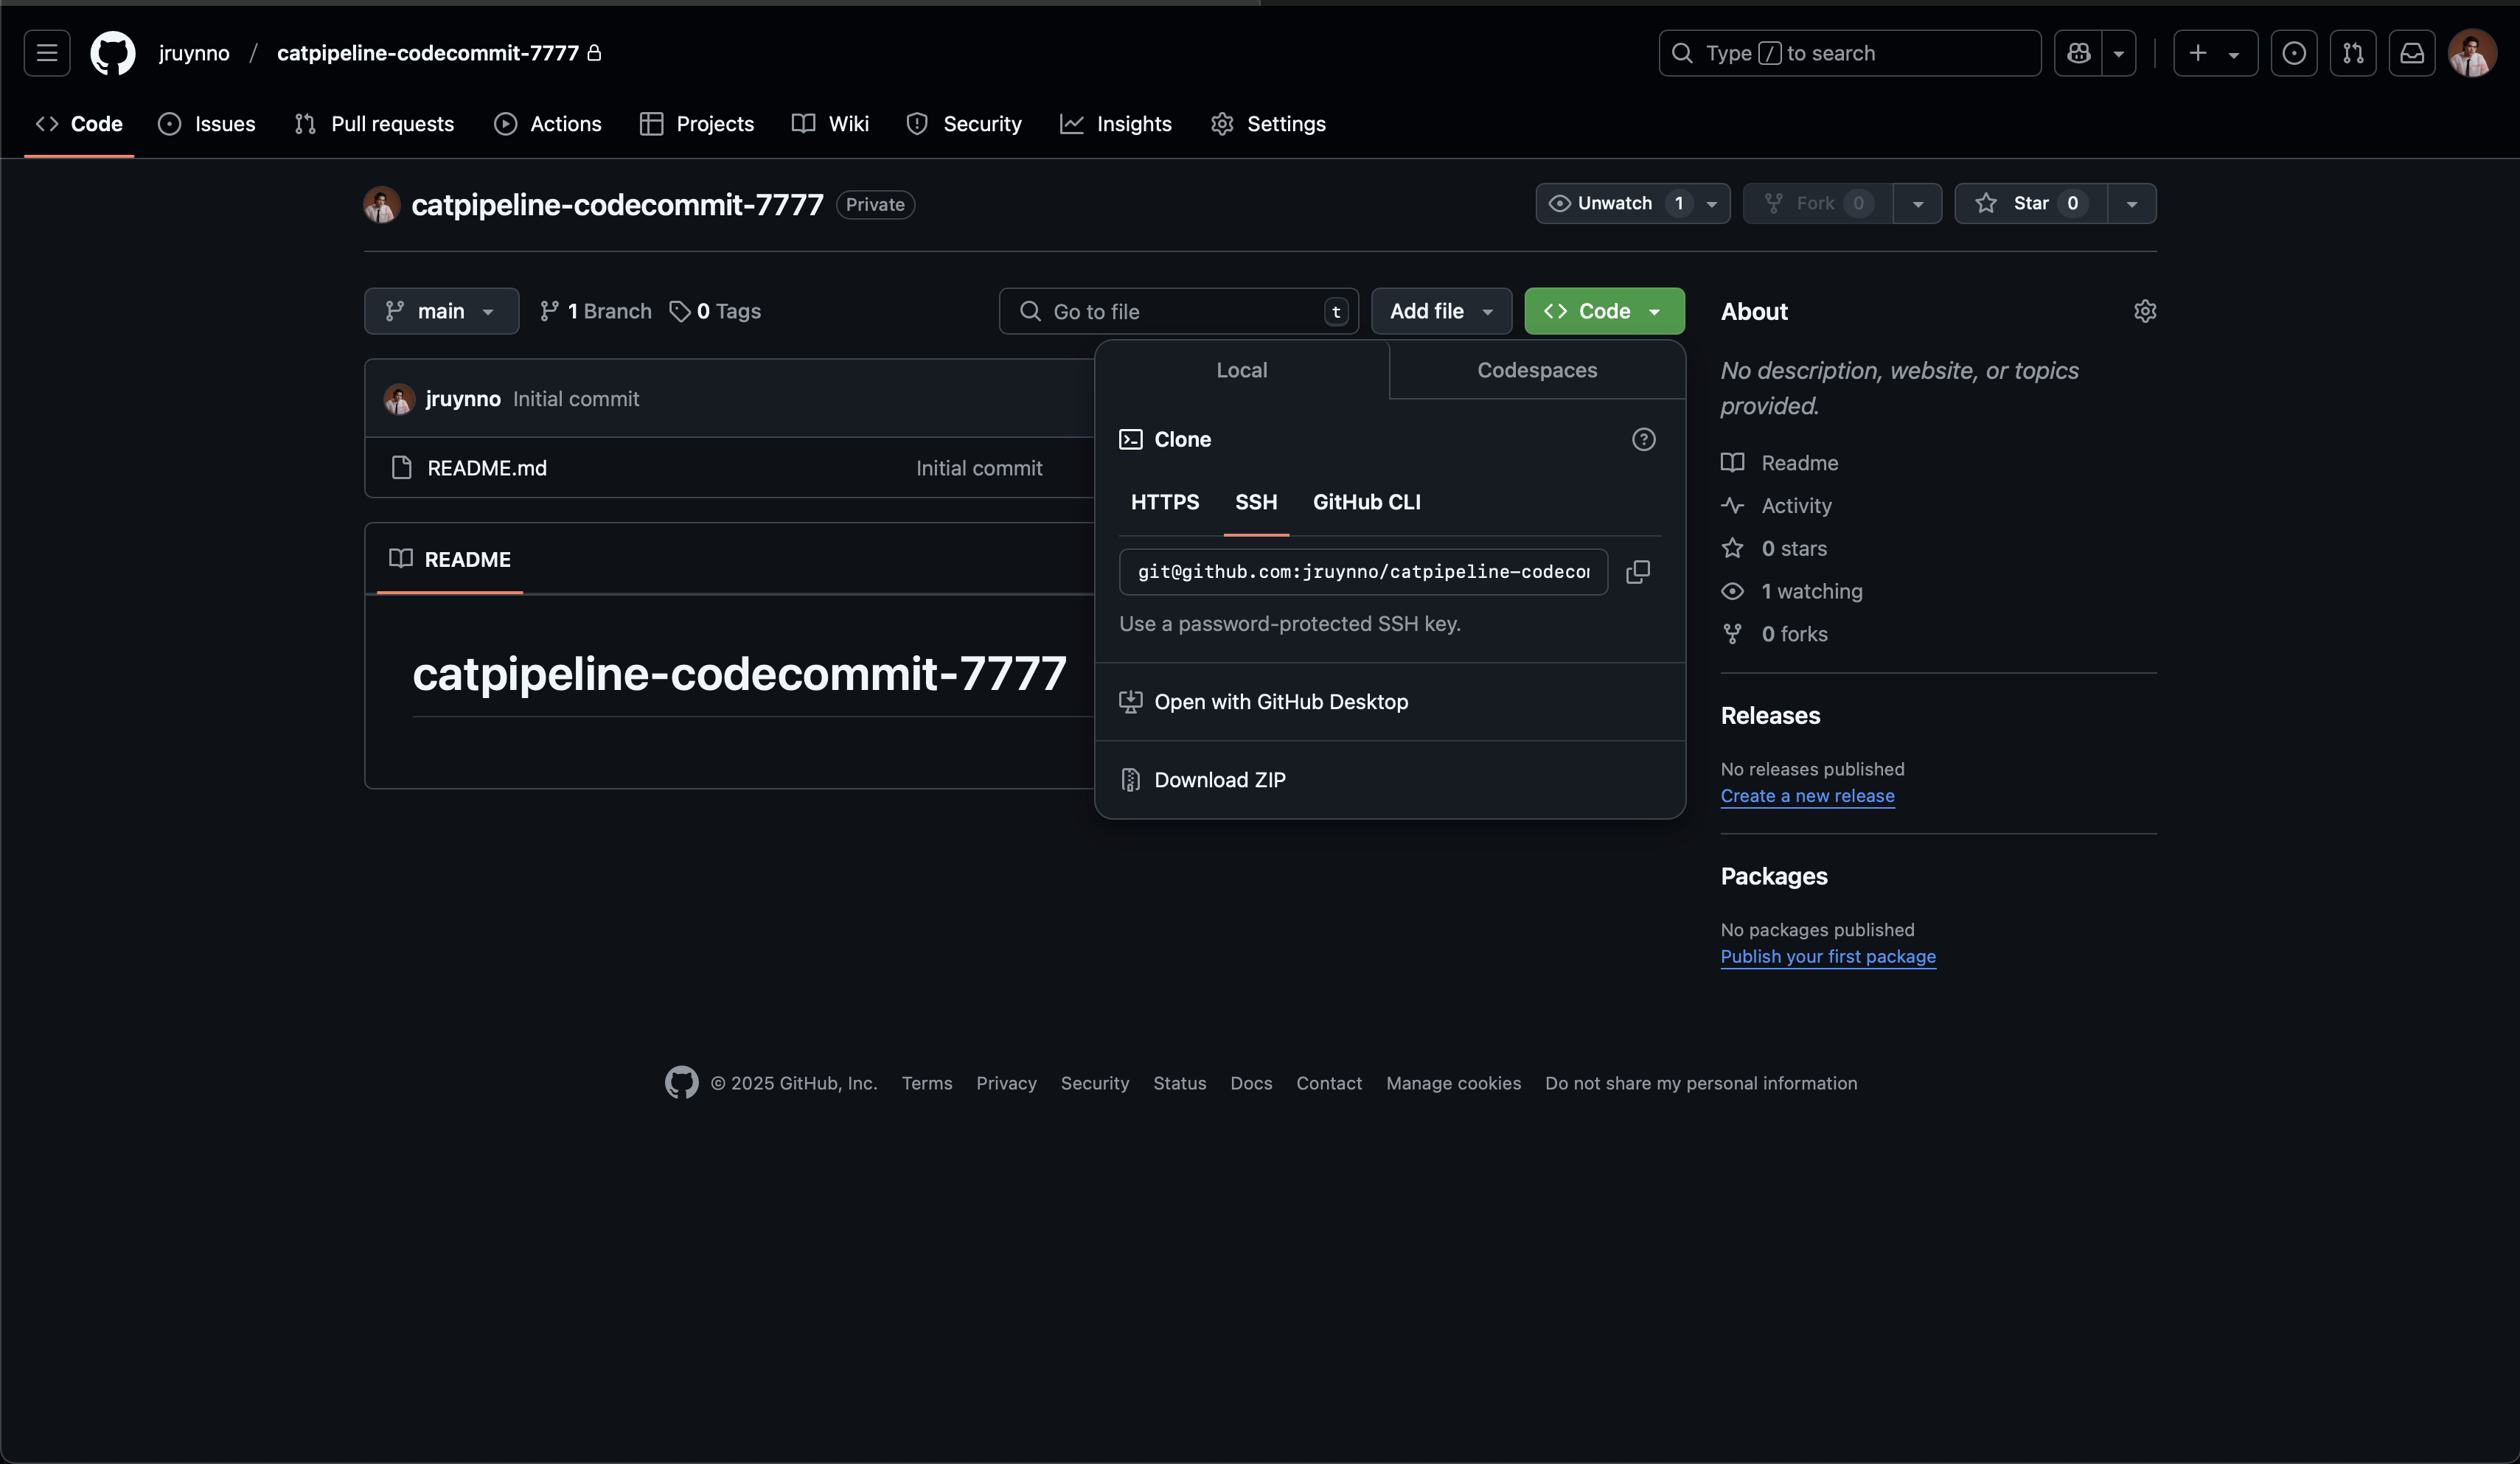 jruynno / catpipeline-codecommit-7777
Type / to search
Code Issues Pull requests Actions Projects Wiki Security Insights Settings
catpipeline-codecommit-7777 Private
Unwatch 1 Fork 0 Star 0
main 1 Branch 0 Tags
Go to file t Add file Code
jruynno Initial commit
README.md Initial commit
README
catpipeline-codecommit-7777
Local Codespaces
Clone
HTTPS SSH GitHub CLI
git@github.com:jruynno/catpipeline-codecor
Use a password-protected SSH key.
Open with GitHub Desktop
Download ZIP
About
No description, website, or topics
provided.
Readme
Activity
0 stars
1 watching
0 forks
Releases
No releases published
Create a new release
Packages
No packages published
Publish your first package
© 2025 GitHub, Inc. Terms Privacy Security Status Docs Contact Manage cookies Do not share my personal information